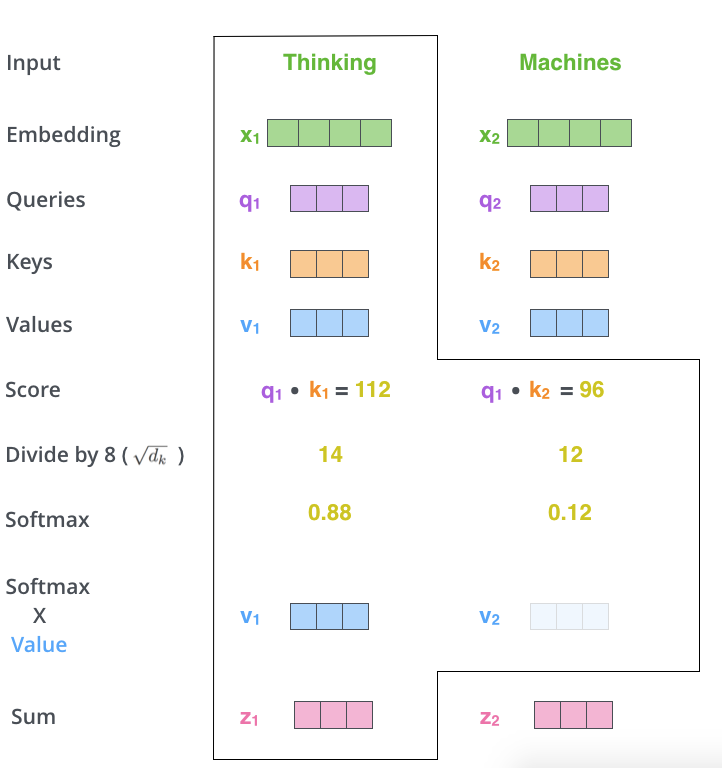 Input Thinking Machines
Embedding x₁ x₂
Queries q₁ q₂
Keys k₁ k₂
Values v₁ v₂
Score q₁ • k₁ = 112 q₁ • k₂ = 96
Divide by 8 ( √dₖ ) 14 12
Softmax 0.88 0.12
Softmax
X v₁ v₂
Value
Sum z₁ z₂